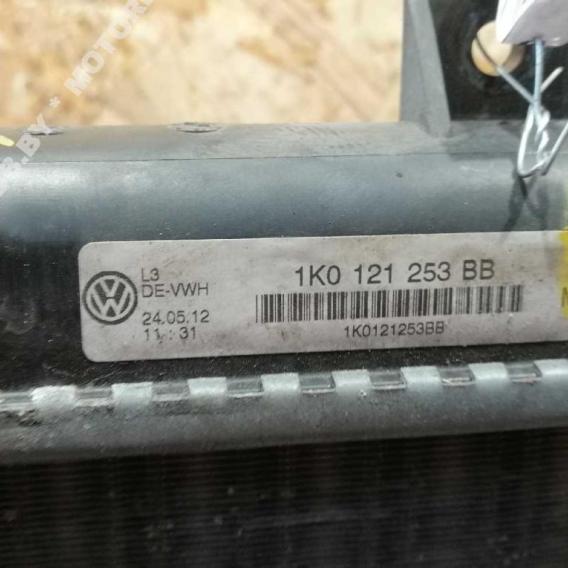 L3
DE-VWH
24.05.12
11:31
1K0 121 253 BB
1K0121253BB